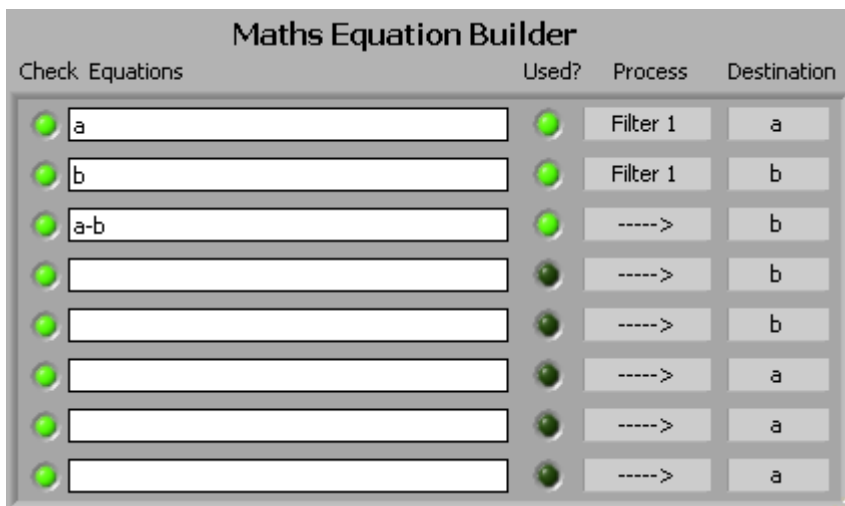 Maths Equation Builder
Check Equations Used? Process Destination
a Filter 1 a
b Filter 1 b
a-b -----> b
-----> b
-----> b
-----> a
-----> a
-----> a